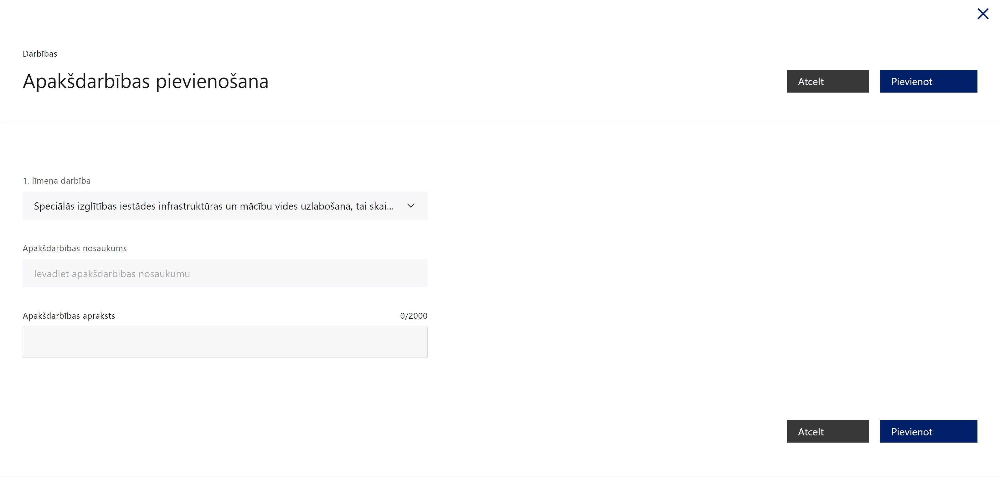 Darbības
Apakšdarbības pievienošana
Atcelt
Pievienot
1. līmeņa darbība
Speciālās izglītības iestādes infrastruktūras un mācību vides uzlabošana, tai skai...
Apakšdarbības nosaukums
Ievadiet apakšdarbības nosaukumu
Apakšdarbības apraksts
0/2000
Atcelt
Pievienot